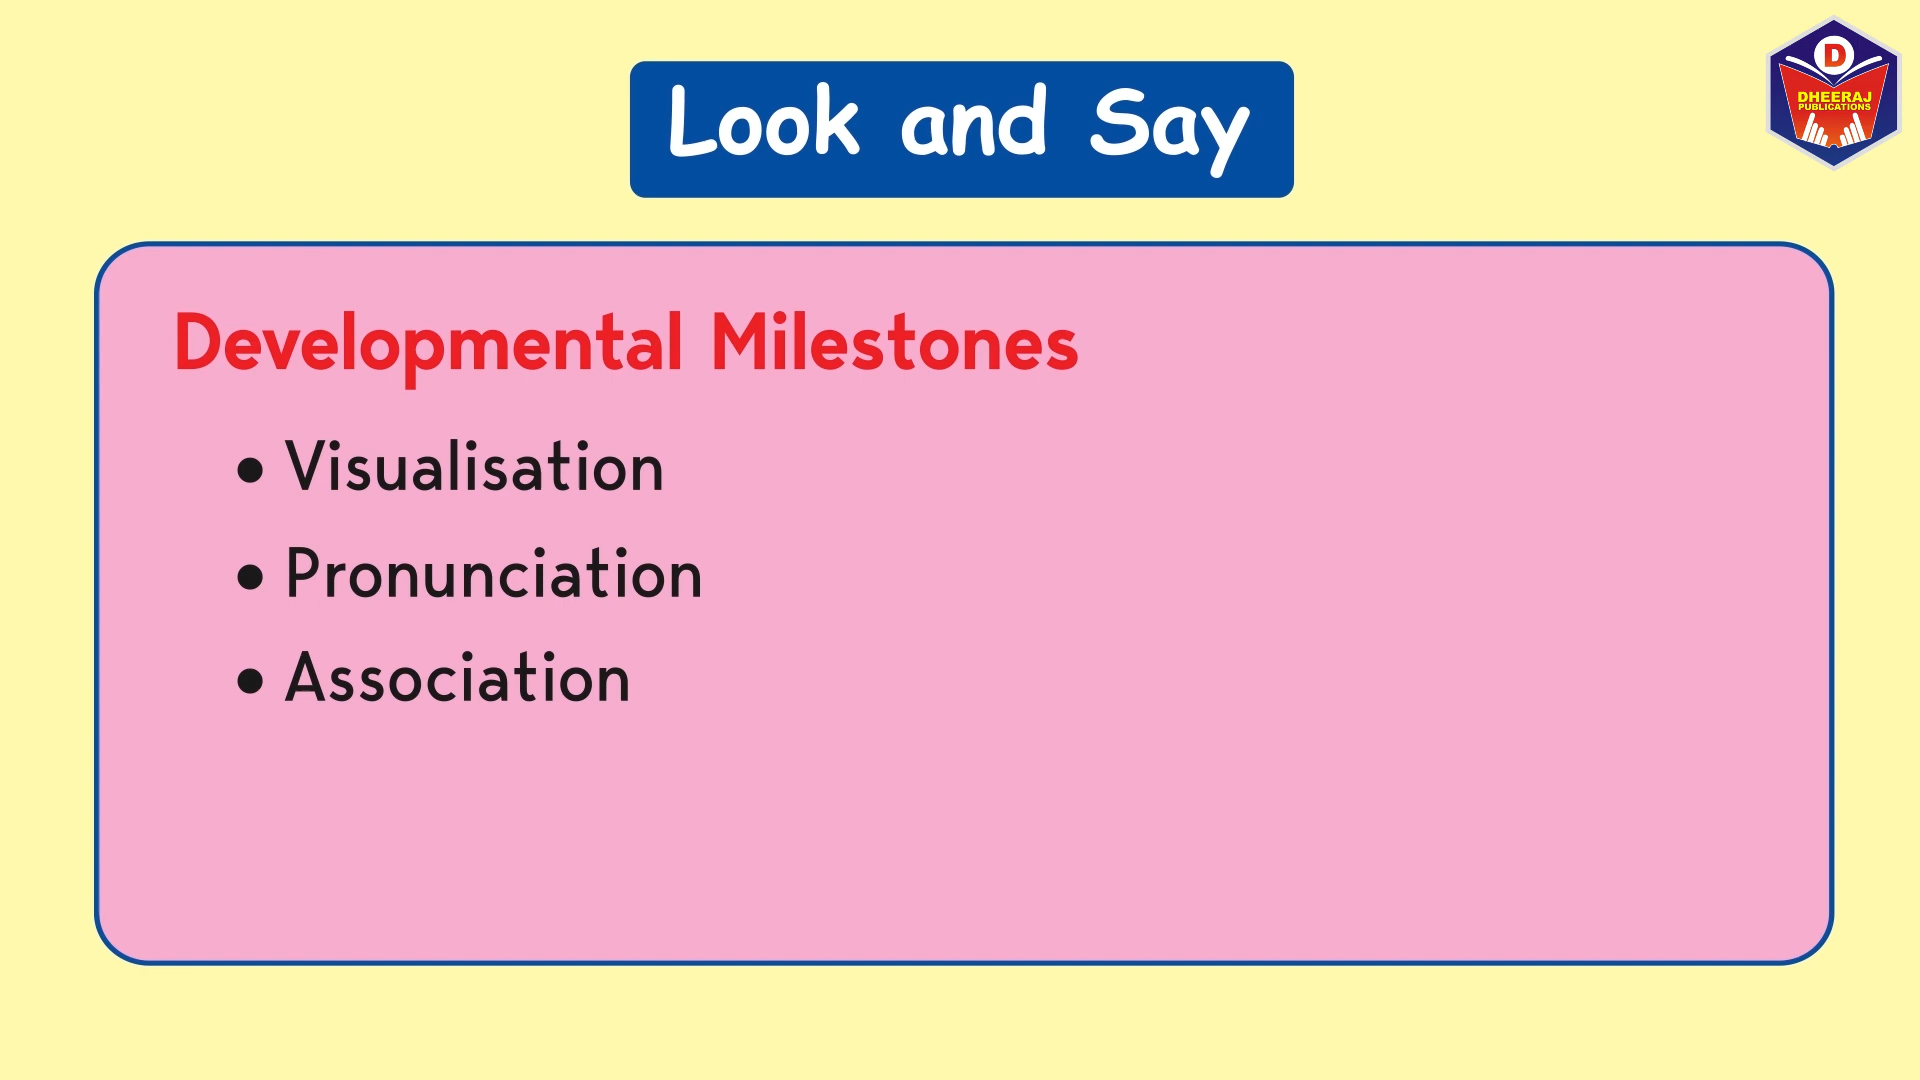 Look and Say
D
DHEERAJ
PUBLICATIONS
Developmental Milestones
• Visualisation
• Pronunciation
• Association